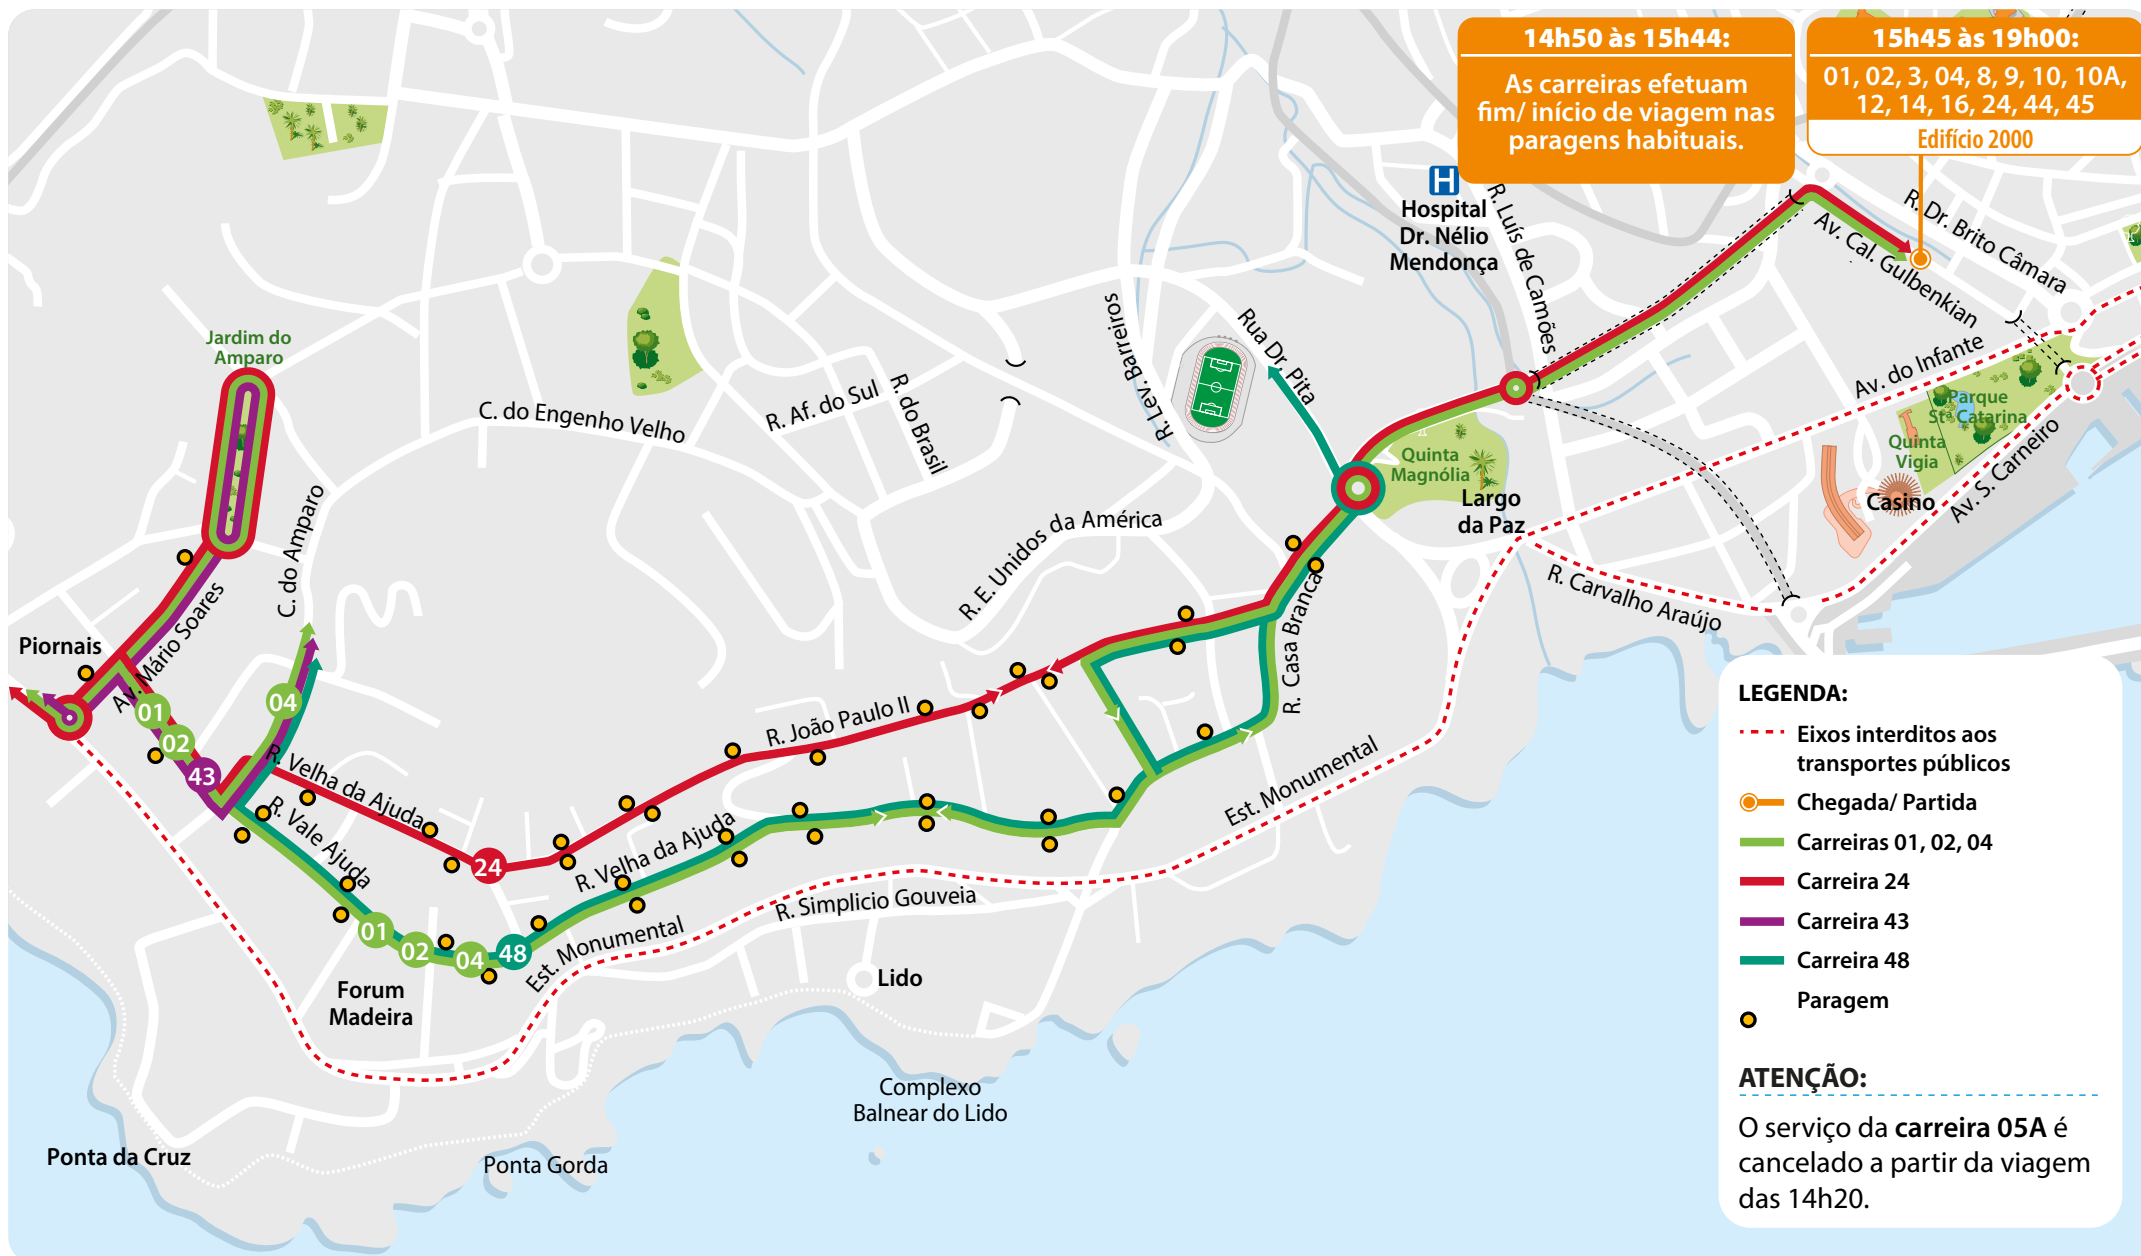 14h50 às 15h44:
As carreiras efetuam
fim/ início de viagem nas
paragens habituais.
15h45 às 19h00:
01, 02, 3, 04, 8, 9, 10, 10A,
12, 14, 16, 24, 44, 45
Edifício 2000
H
Hospital
Dr. Nélio
Mendonça
R. Luís de Camões
R. Dr. Brito Câmara
Av. Cal. Gulbenkian
Av. do Infante
Parque
Stª Catarina
Quinta
Vigia
Casino
Av. S. Carneiro
R. Carvalho Araújo
Largo
da Paz
Quinta
Magnólia
Rua Dr. Pita
R. Lev. Barreiros
Jardim do
Amparo
C. do Engenho Velho
R. Af. do Sul
R. do Brasil
R. E. Unidos da América
C. do Amparo
R. Casa Branca
Piornais
Av. Mário Soares
01
02
43
04
R. Velha da Ajuda
R. Vale Ajuda
24
R. João Paulo II
R. Velha da Ajuda
Est. Monumental
01
02
04
48
Est. Monumental
R. Simplicio Gouveia
Forum
Madeira
Lido
Complexo
Balnear do Lido
Ponta da Cruz
Ponta Gorda
LEGENDA:
Eixos interditos aos
transportes públicos
Chegada/ Partida
Carreiras 01, 02, 04
Carreira 24
Carreira 43
Carreira 48
Paragem
ATENÇÃO:
O serviço da carreira 05A é
cancelado a partir da viagem
das 14h20.